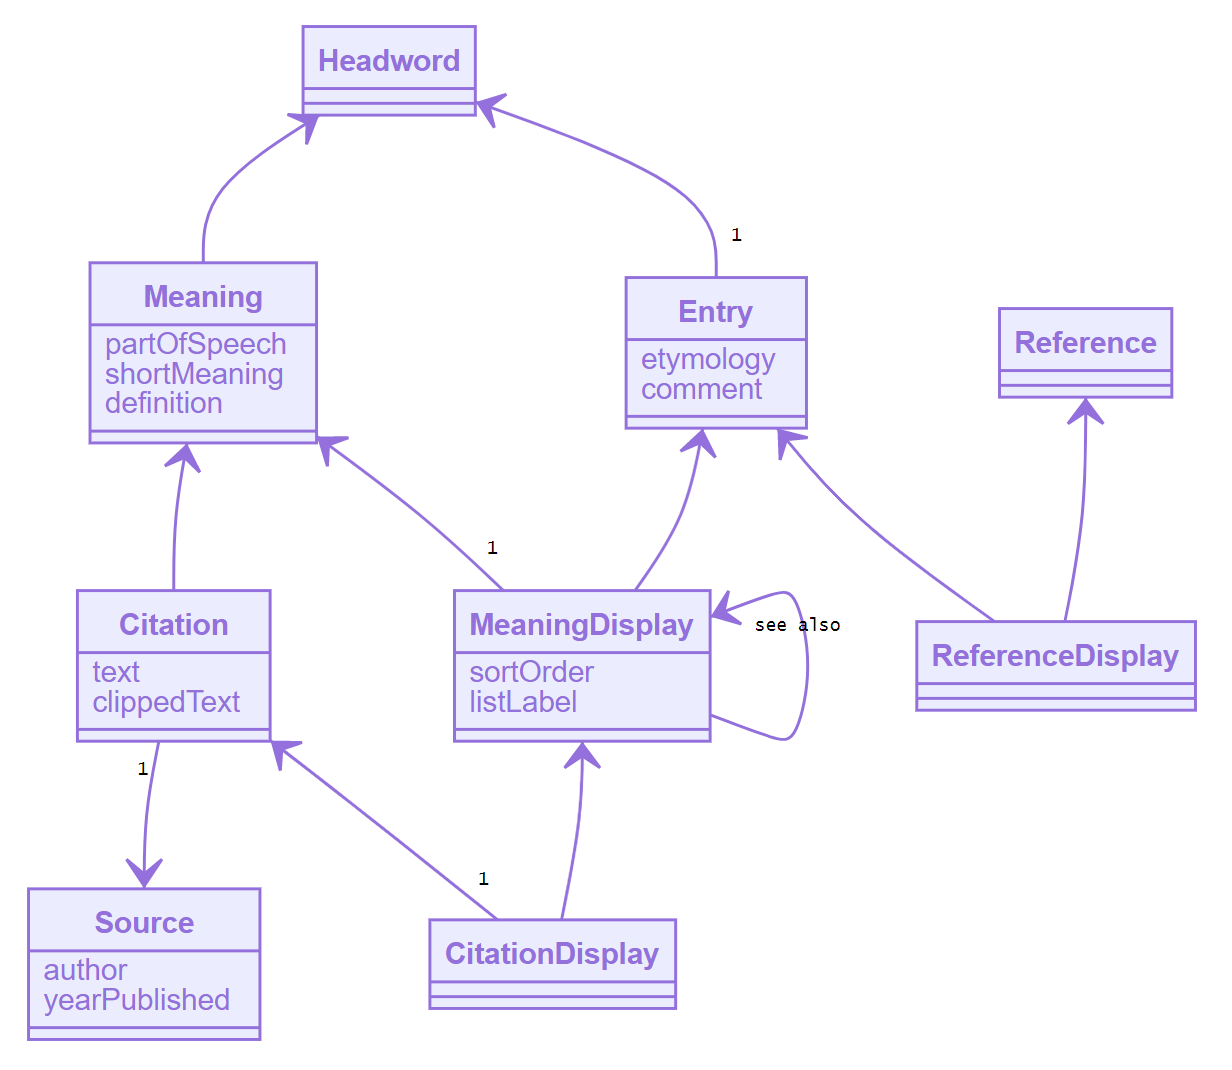 Headword
1
Meaning
partOfSpeech
shortMeaning
definition
Entry
etymology
comment
Reference
1
Citation
text
clippedText
MeaningDisplay
sortOrder
listLabel
see also
ReferenceDisplay
1
1
Source
author
yearPublished
CitationDisplay